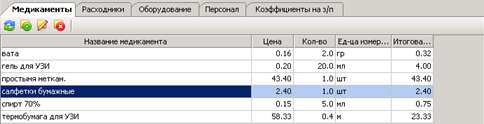 Медикаменты Расходники Оборудование Персонал Коэффициенты на з/п
Название медикамента Цена Кол-во Ед-ца измер... Итогова...
вата 0.16 2.0 гр 0.32
гель для УЗИ 0.20 20.0 мл 4.00
простыня меткам. 43.40 1.0 шт 43.40
салфетки бумажные 2.40 1.0 шт 2.40
спирт 70% 0.15 5.0 мл 0.75
термобумага для УЗИ 58.33 0.4 м 23.33